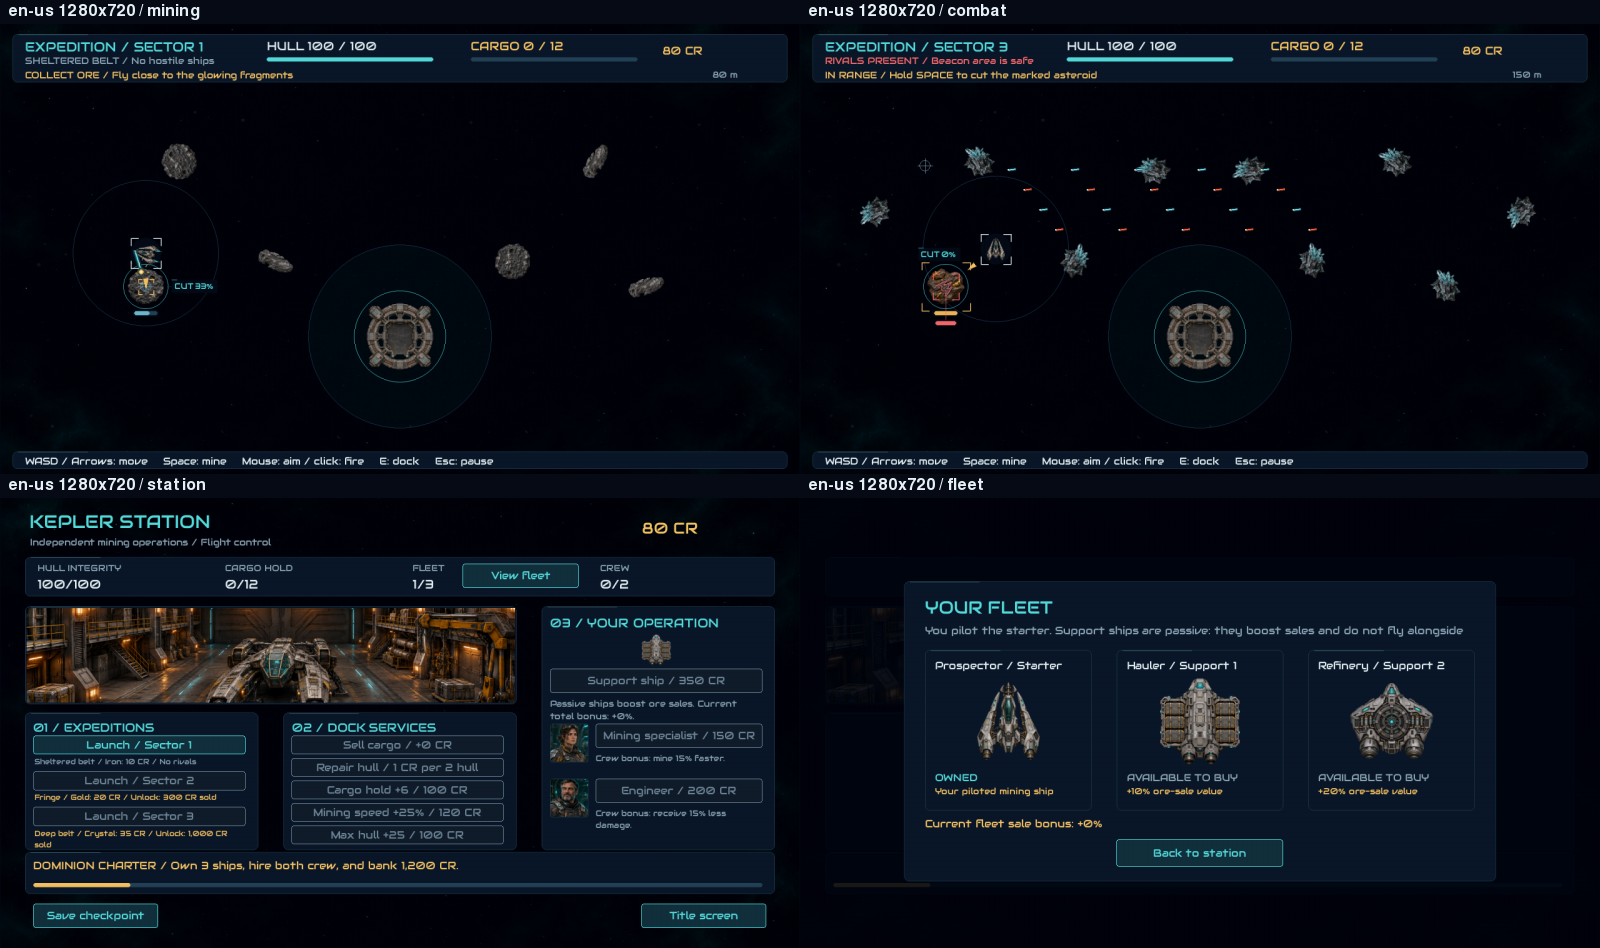 en-us 1280x720 / mining
EXPEDITION / SECTOR 1
SHELTERED BELT / No hostile ships
COLLECT ORE / Fly close to the glowing fragments
HULL 100 / 100
CARGO 0 / 12
80 CR
80 m
CUT 33%
WASD / Arrows: move Space: mine Mouse: aim / click: fire E: dock Esc: pause
en-us 1280x720 / combat
EXPEDITION / SECTOR 3
RIVALS PRESENT / Beacon area is safe
IN RANGE / Hold SPACE to cut the marked asteroid
HULL 100 / 100
CARGO 0 / 12
80 CR
150 m
CUT 0%
WASD / Arrows: move Space: mine Mouse: aim / click: fire E: dock Esc: pause
en-us 1280x720 / station
KEPLER STATION
Independent mining operations / Flight control
80 CR
HULL INTEGRITY
100/100
CARGO HOLD
0/12
FLEET
1/3
View fleet
CREW
0/2
01 / EXPEDITIONS
Launch / Sector 1
Sheltered belt / Iron: 10 CR / No rivals
Launch / Sector 2
Fringe / Gold: 20 CR / Unlock: 300 CR sold
Launch / Sector 3
Deep belt / Crystal: 35 CR / Unlock: 1,000 CR
sold
02 / DOCK SERVICES
Sell cargo / +0 CR
Repair hull / 1 CR per 2 hull
Cargo hold +6 / 100 CR
Mining speed +25% / 120 CR
Max hull +25 / 100 CR
03 / YOUR OPERATION
Support ship / 350 CR
Passive ships boost ore sales. Current
total bonus: +0%.
Mining specialist / 150 CR
Crew bonus: mine 15% faster.
Engineer / 200 CR
Crew bonus: receive 15% less
damage.
DOMINION CHARTER / Own 3 ships, hire both crew, and bank 1,200 CR.
Save checkpoint
Title screen
en-us 1280x720 / fleet
YOUR FLEET
You pilot the starter. Support ships are passive: they boost sales and do not fly alongside
Prospector / Starter
OWNED
Your piloted mining ship
Hauler / Support 1
AVAILABLE TO BUY
+10% ore-sale value
Refinery / Support 2
AVAILABLE TO BUY
+20% ore-sale value
Current fleet sale bonus: +0%
Back to station